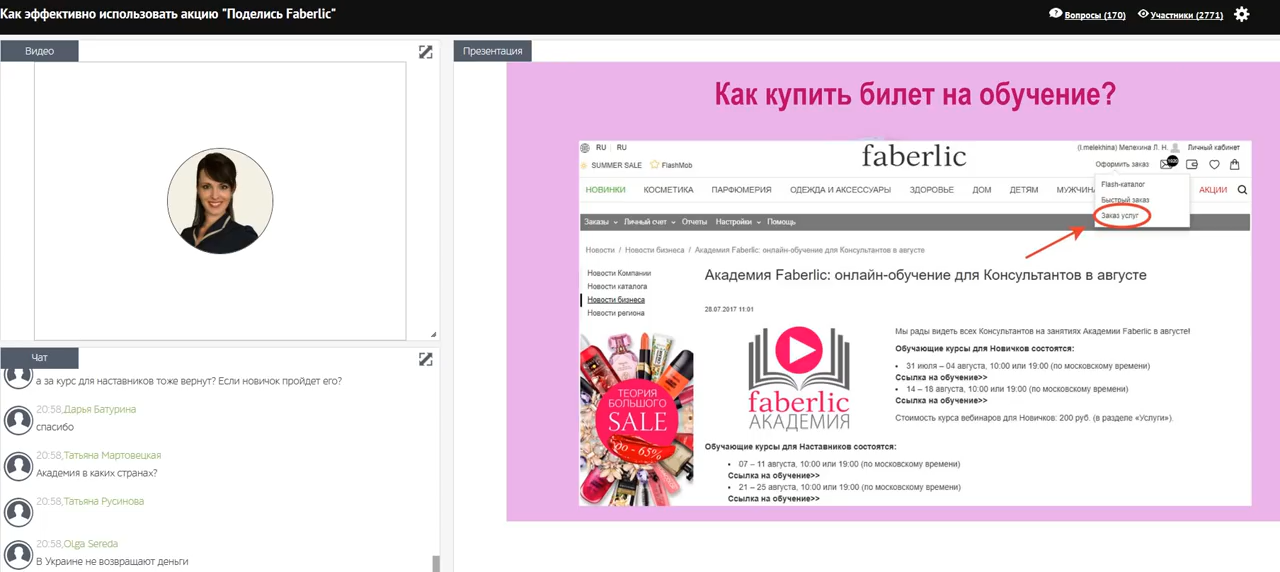 Как эффективно использовать акцию "Поделись Faberlic"
Вопросы (170) Участники (2771)
Видео
Чат
а за курс для наставников тоже вернут? Если новичок пройдет его?
20:58,Дарья Батурина
спасибо
20:58,Татьяна Мартовецкая
Академия в каких странах?
20:58,Татьяна Русинова
20:58,Olga Sereda
В Украине не возвращают деньги
Презентация
Как купить билет на обучение?
RU RU
faberlic
(l.melekhina) Мелехина Л. Н. Личный кабинет
SUMMER SALE FlashMob
Оформить заказ
НОВИНКИ КОСМЕТИКА ПАРФЮМЕРИЯ ОДЕЖДА И АКСЕССУАРЫ ЗДОРОВЬЕ ДОМ ДЕТЯМ МУЖЧИНА АКЦИИ
Flash-каталог
Быстрый заказ
Заказ услуг
Заказы Личный счет Отчеты Настройки Помощь
Новости / Новости бизнеса / Академия Faberlic: онлайн-обучение для Консультантов в августе
Новости Компании
Новости каталога
Новости бизнеса
Новости региона
ТЕОРИЯ
БОЛЬШОГО
SALE
Академия Faberlic: онлайн-обучение для Консультантов в августе
28.07.2017 11:01
faberlic
АКАДЕМИЯ
Мы рады видеть всех Консультантов на занятиях Академии Faberlic в августе!
Обучающие курсы для Новичков состоятся:
• 31 июля – 04 августа, 10:00 или 19:00 (по московскому времени)
Ссылка на обучение>>
• 14 – 18 августа, 10:00 или 19:00 (по московскому времени)
Ссылка на обучение>>
Стоимость курса вебинаров для Новичков: 200 руб. (в разделе «Услуги»).
Обучающие курсы для Наставников состоятся:
• 07 – 11 августа, 10:00 или 19:00 (по московскому времени)
Ссылка на обучение>>
• 21 – 25 августа, 10:00 или 19:00 (по московскому времени)
Ссылка на обучение>>